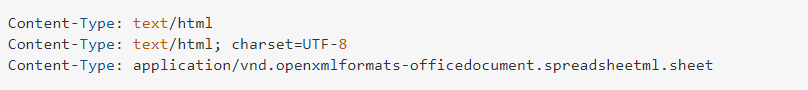 Content-Type: text/html
Content-Type: text/html; charset=UTF-8
Content-Type: application/vnd.openxmlformats-officedocument.spreadsheetml.sheet